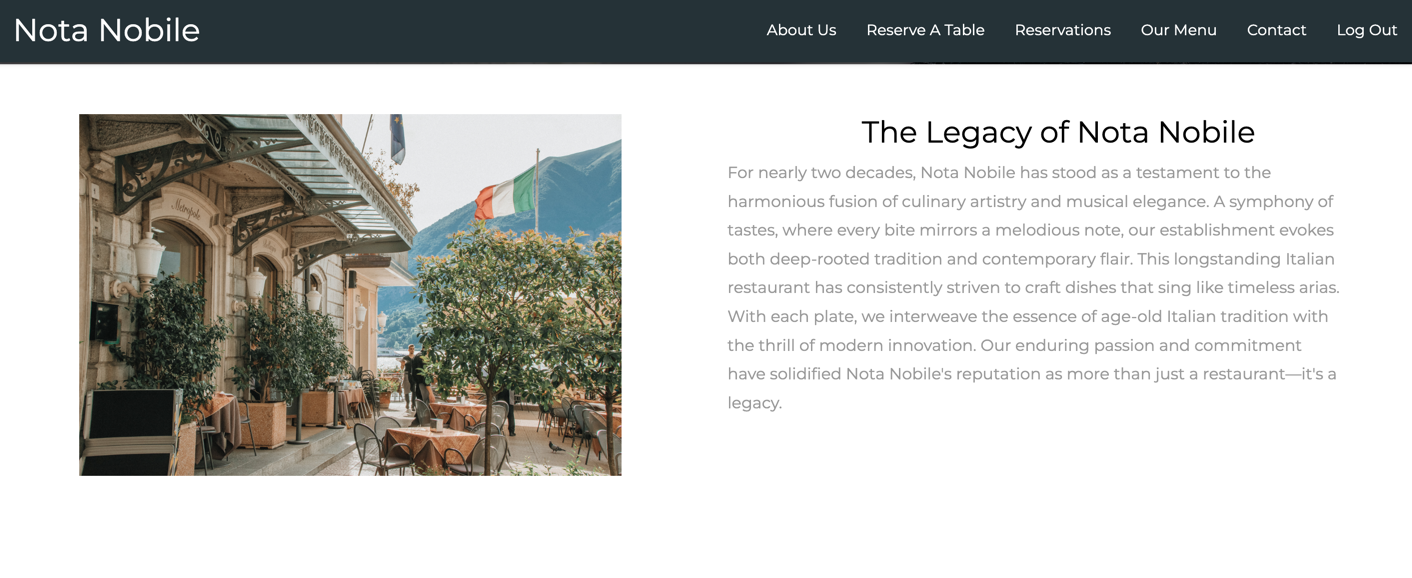 Nota Nobile
About Us Reserve A Table Reservations Our Menu Contact Log Out
Metropole
The Legacy of Nota Nobile
For nearly two decades, Nota Nobile has stood as a testament to the
harmonious fusion of culinary artistry and musical elegance. A symphony of
tastes, where every bite mirrors a melodious note, our establishment evokes
both deep-rooted tradition and contemporary flair. This longstanding Italian
restaurant has consistently striven to craft dishes that sing like timeless arias.
With each plate, we interweave the essence of age-old Italian tradition with
the thrill of modern innovation. Our enduring passion and commitment
have solidified Nota Nobile's reputation as more than just a restaurant—it's a
legacy.